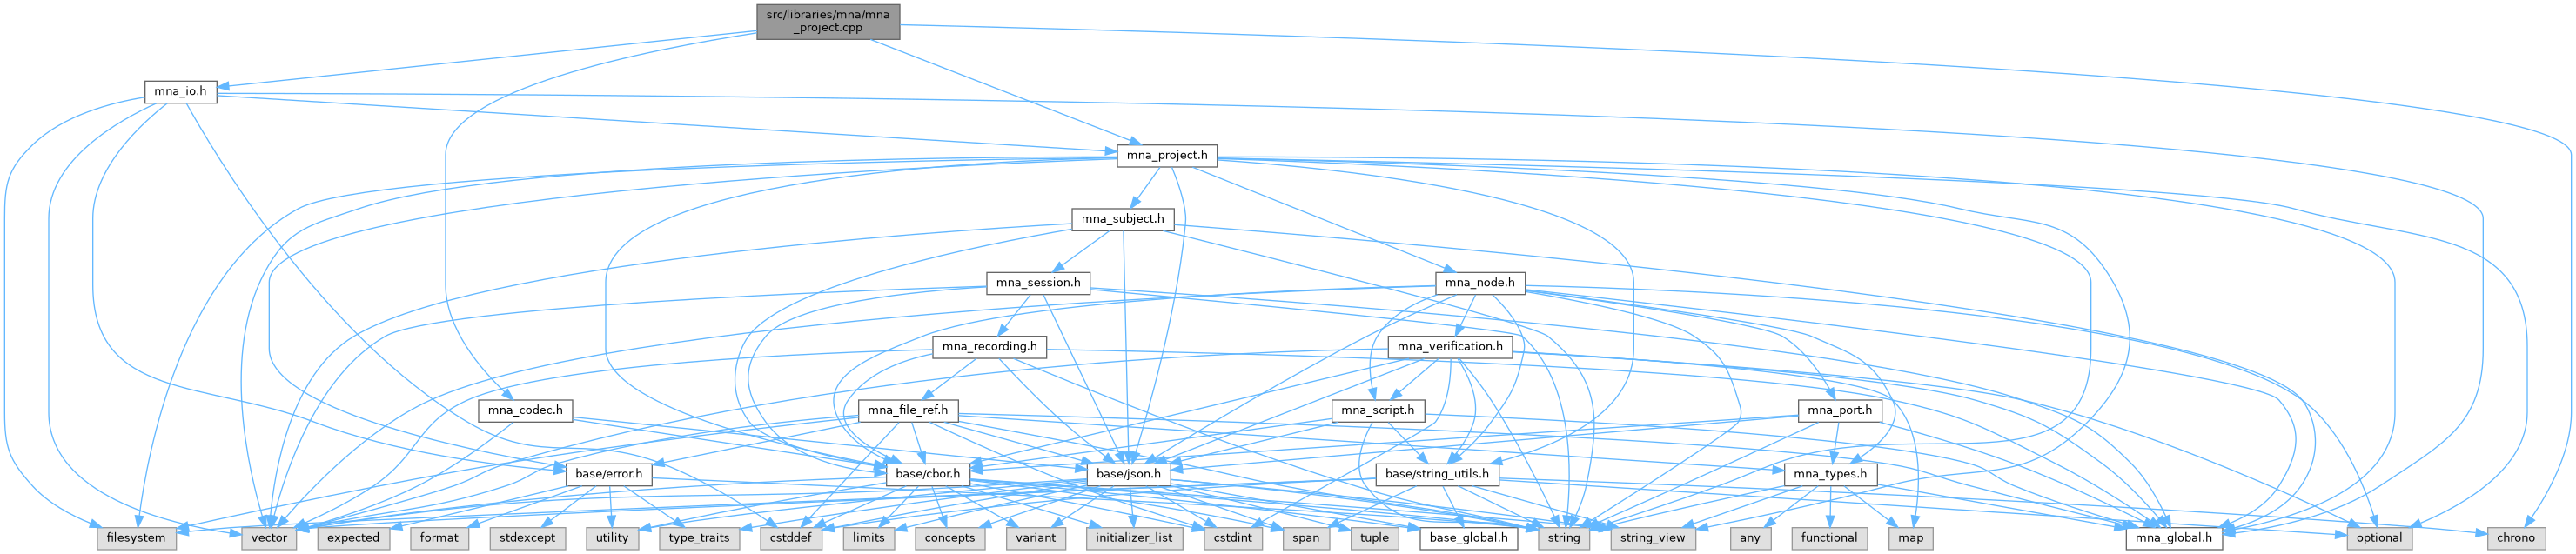 src/libraries/mna/mna
_project.cpp
mna_io.h
mna_project.h
mna_subject.h
mna_session.h
mna_node.h
mna_recording.h
mna_verification.h
mna_codec.h
mna_file_ref.h
mna_script.h
mna_port.h
base/error.h
base/cbor.h
base/json.h
base/string_utils.h
mna_types.h
filesystem
vector
expected
format
stdexcept
utility
type_traits
cstddef
limits
concepts
variant
initializer_list
cstdint
span
tuple
base_global.h
string
string_view
any
functional
map
mna_global.h
optional
chrono